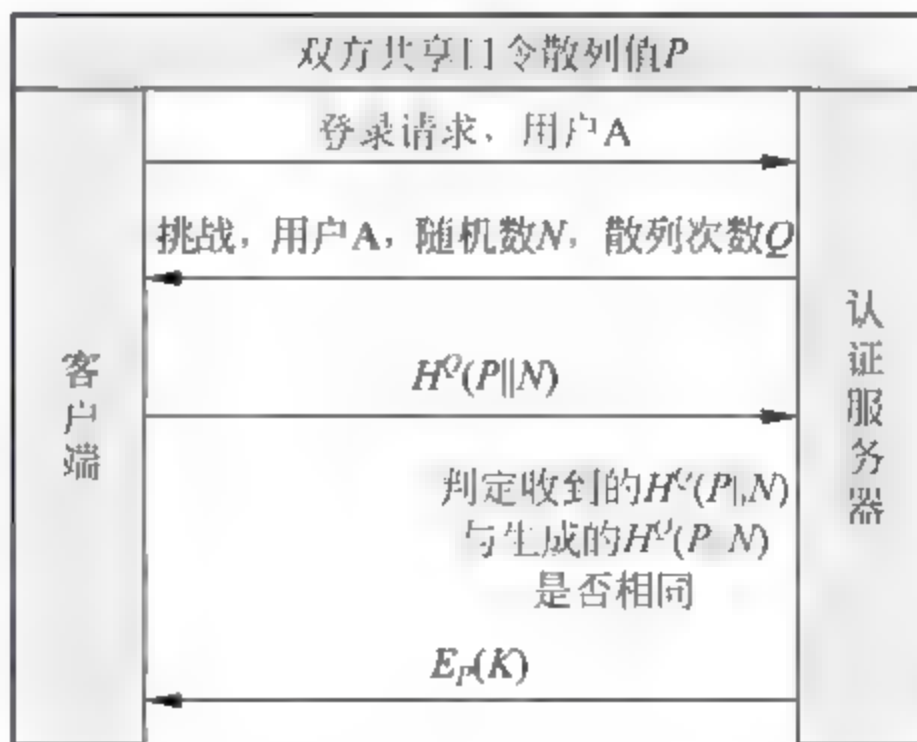 双方共享口令散列值P
登录请求，用户A
挑战，用户A，随机数N，散列次数Q
客户端
认证服务器
H^Q(P||N)
判定收到的H^Q(P||N)
与生成的H^Q(P||N)
是否相同
E_P(K)